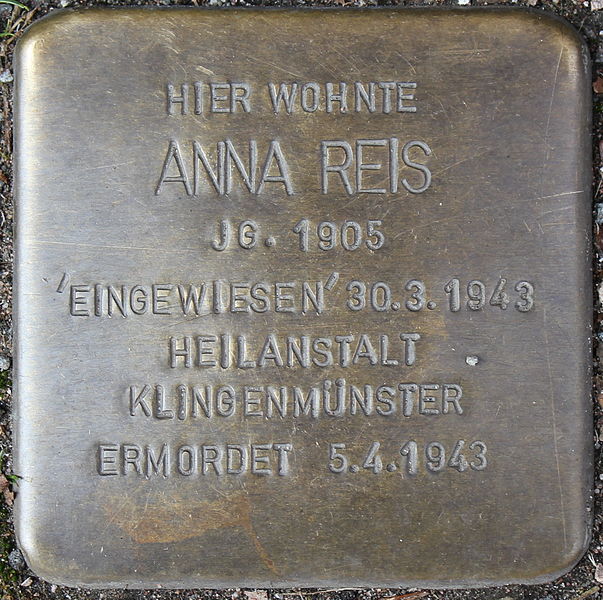 HIER WOHNTE
ANNA REIS
JG. 1905
'EINGEWIESEN' 30.3.1943
HEILANSTALT
KLINGENMÜNSTER
ERMORDET 5.4.1943